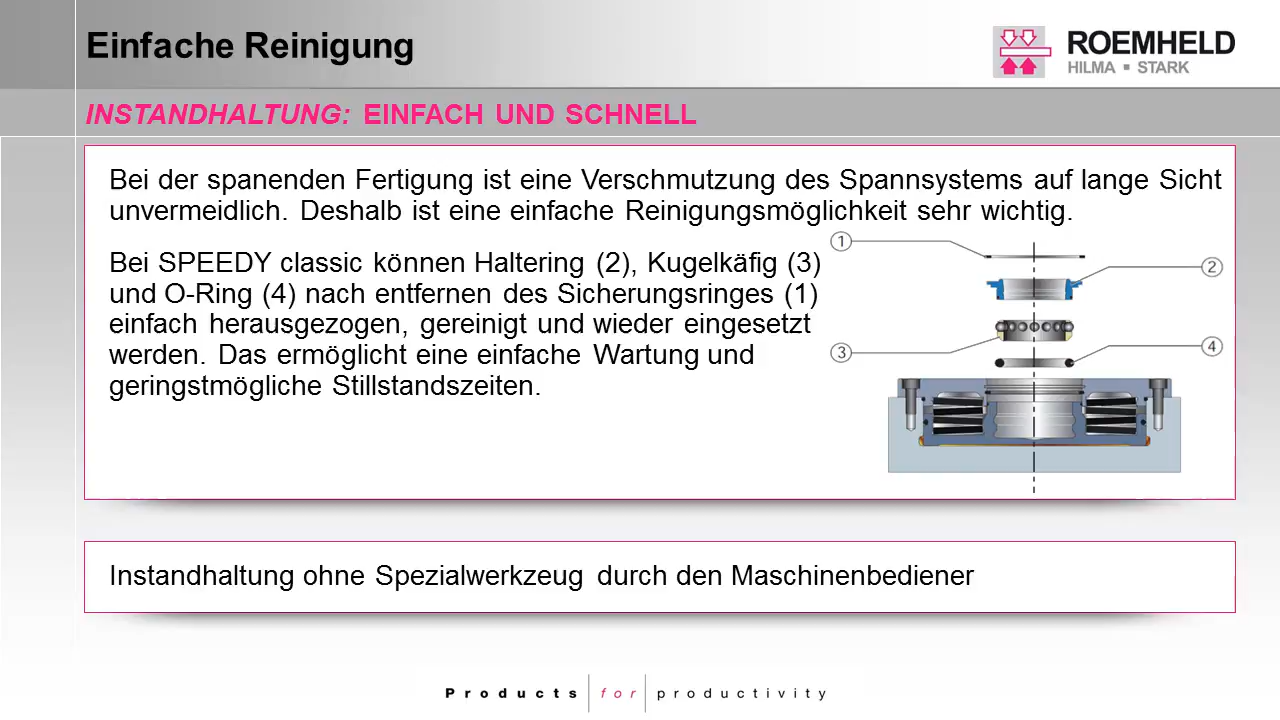 Einfache Reinigung
ROEMHELD
HILMA ▪ STARK
INSTANDHALTUNG: EINFACH UND SCHNELL
Bei der spanenden Fertigung ist eine Verschmutzung des Spannsystems auf lange Sicht
unvermeidlich. Deshalb ist eine einfache Reinigungsmöglichkeit sehr wichtig.
Bei SPEEDY classic können Haltering (2), Kugelkäfig (3)
und O-Ring (4) nach entfernen des Sicherungsringes (1)
einfach herausgezogen, gereinigt und wieder eingesetzt
werden. Das ermöglicht eine einfache Wartung und
geringstmögliche Stillstandszeiten.
1
2
3
4
Instandhaltung ohne Spezialwerkzeug durch den Maschinenbediener
Products for productivity